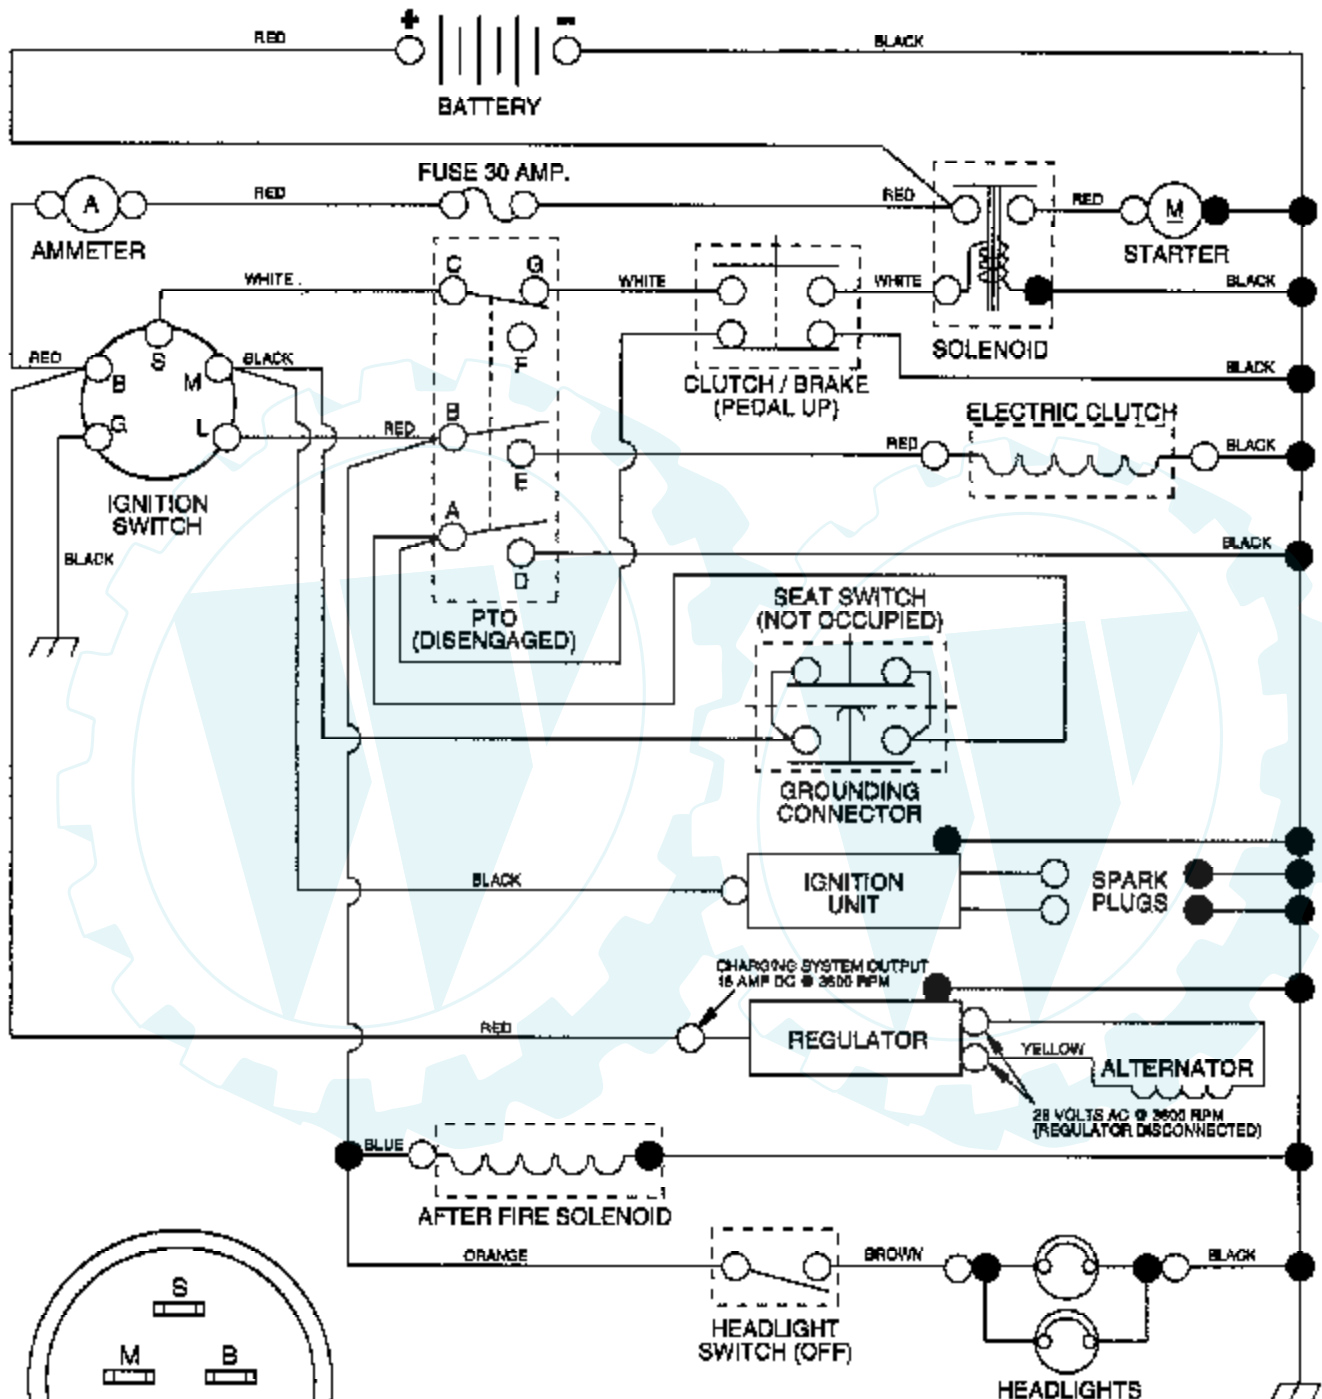 + -
RED BLACK
BATTERY
FUSE 30 AMP.
RED RED RED
A M
AMMETER STARTER
C G
WHITE WHITE WHITE BLACK
S
F
SOLENOID
RED BLACK
B M
CLUTCH / BRAKE
(PEDAL UP)
BLACK
B
ELECTRIC CLUTCH
G L RED RED BLACK
E
IGNITION
SWITCH
A
BLACK BLACK
D
PTO
(DISENGAGED)
SEAT SWITCH
(NOT OCCUPIED)
GROUNDING
CONNECTOR
BLACK
IGNITION
UNIT
SPARK
PLUGS
CHARGING SYSTEM OUTPUT
15 AMP DC @ 3600 RPM
RED
REGULATOR
YELLOW
ALTERNATOR
28 VOLTS AC @ 3600 RPM
(REGULATOR DISCONNECTED)
BLUE
AFTER FIRE SOLENOID
ORANGE BROWN BLACK
HEADLIGHT
SWITCH (OFF)
HEADLIGHTS
S
M B